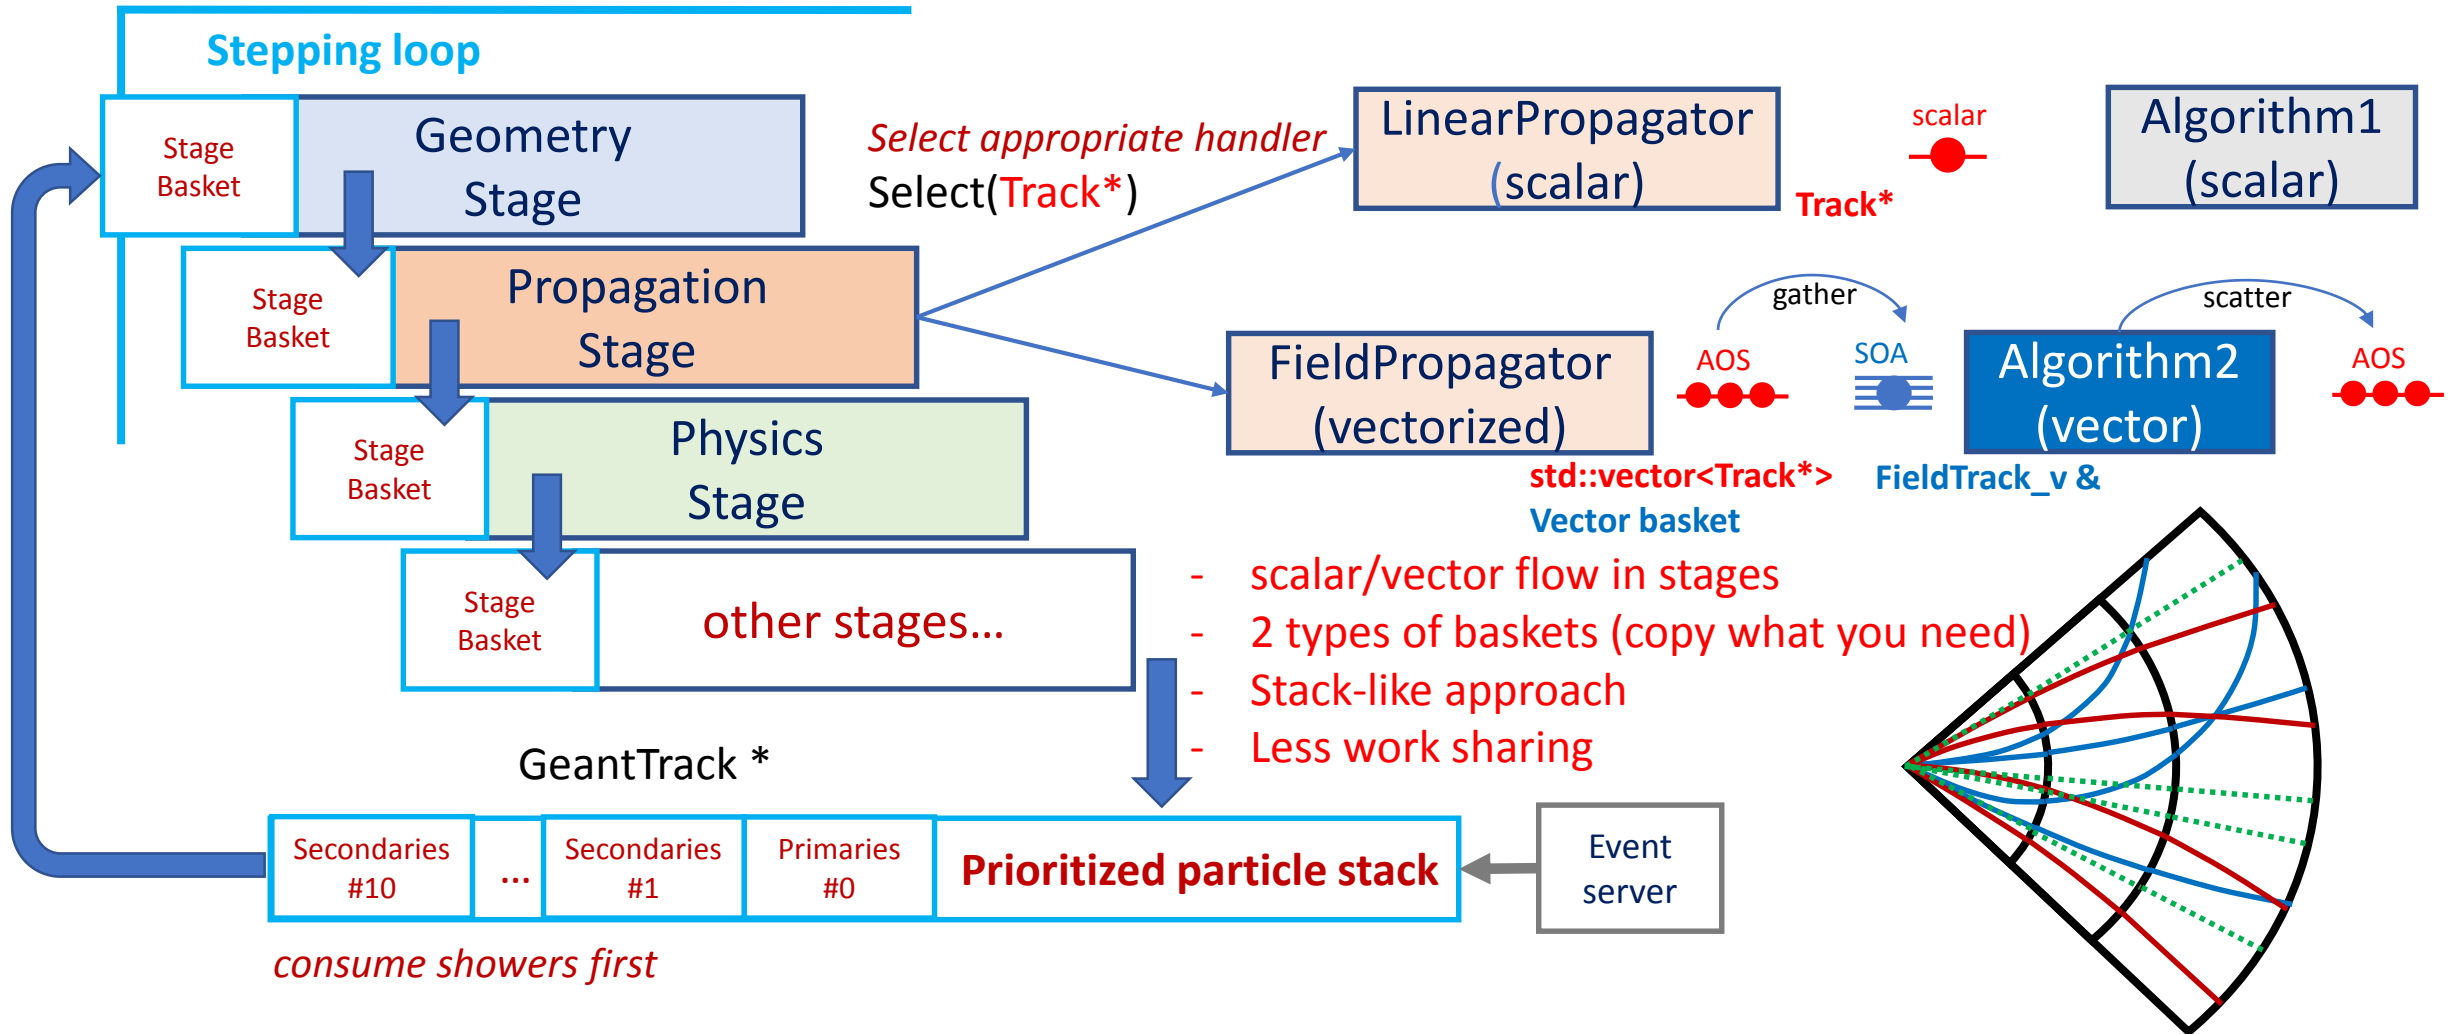 Stepping loop
Stage
Basket
Geometry
Stage
Select appropriate handler
Select(Track*)
LinearPropagator
(scalar)
Track*
scalar
Algorithm1
(scalar)
Stage
Basket
Propagation
Stage
FieldPropagator
(vectorized)
AOS
gather
SOA
Algorithm2
(vector)
scatter
AOS
std::vector<Track*>
Vector basket
FieldTrack_v &
Stage
Basket
Physics
Stage
Stage
Basket
other stages...
- scalar/vector flow in stages
- 2 types of baskets (copy what you need)
- Stack-like approach
- Less work sharing
GeantTrack *
Secondaries
#10
...
Secondaries
#1
Primaries
#0
Prioritized particle stack
Event
server
consume showers first